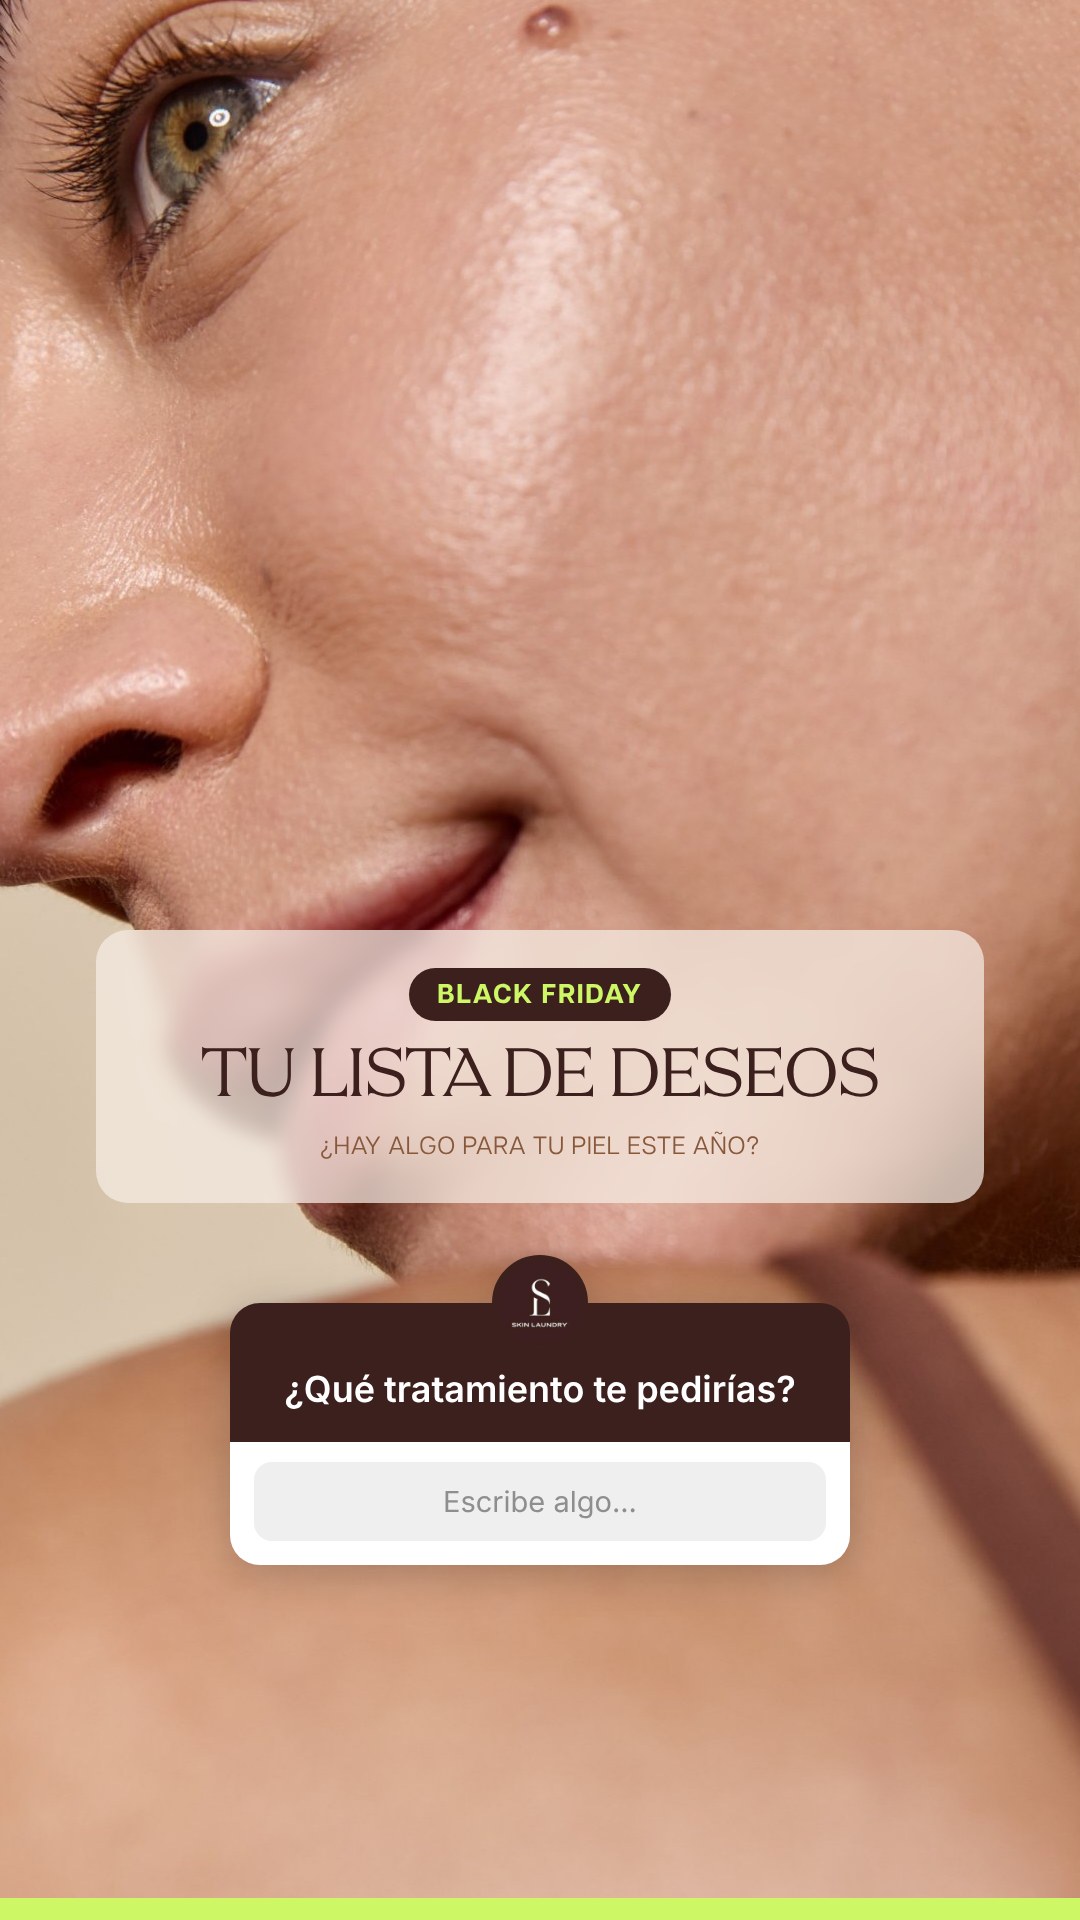 BLACK FRIDAY
TU LISTA DE DESEOS
¿HAY ALGO PARA TU PIEL ESTE AÑO?
SL
SKIN LAUNDRY
¿Qué tratamiento te pedirías?
Escribe algo...